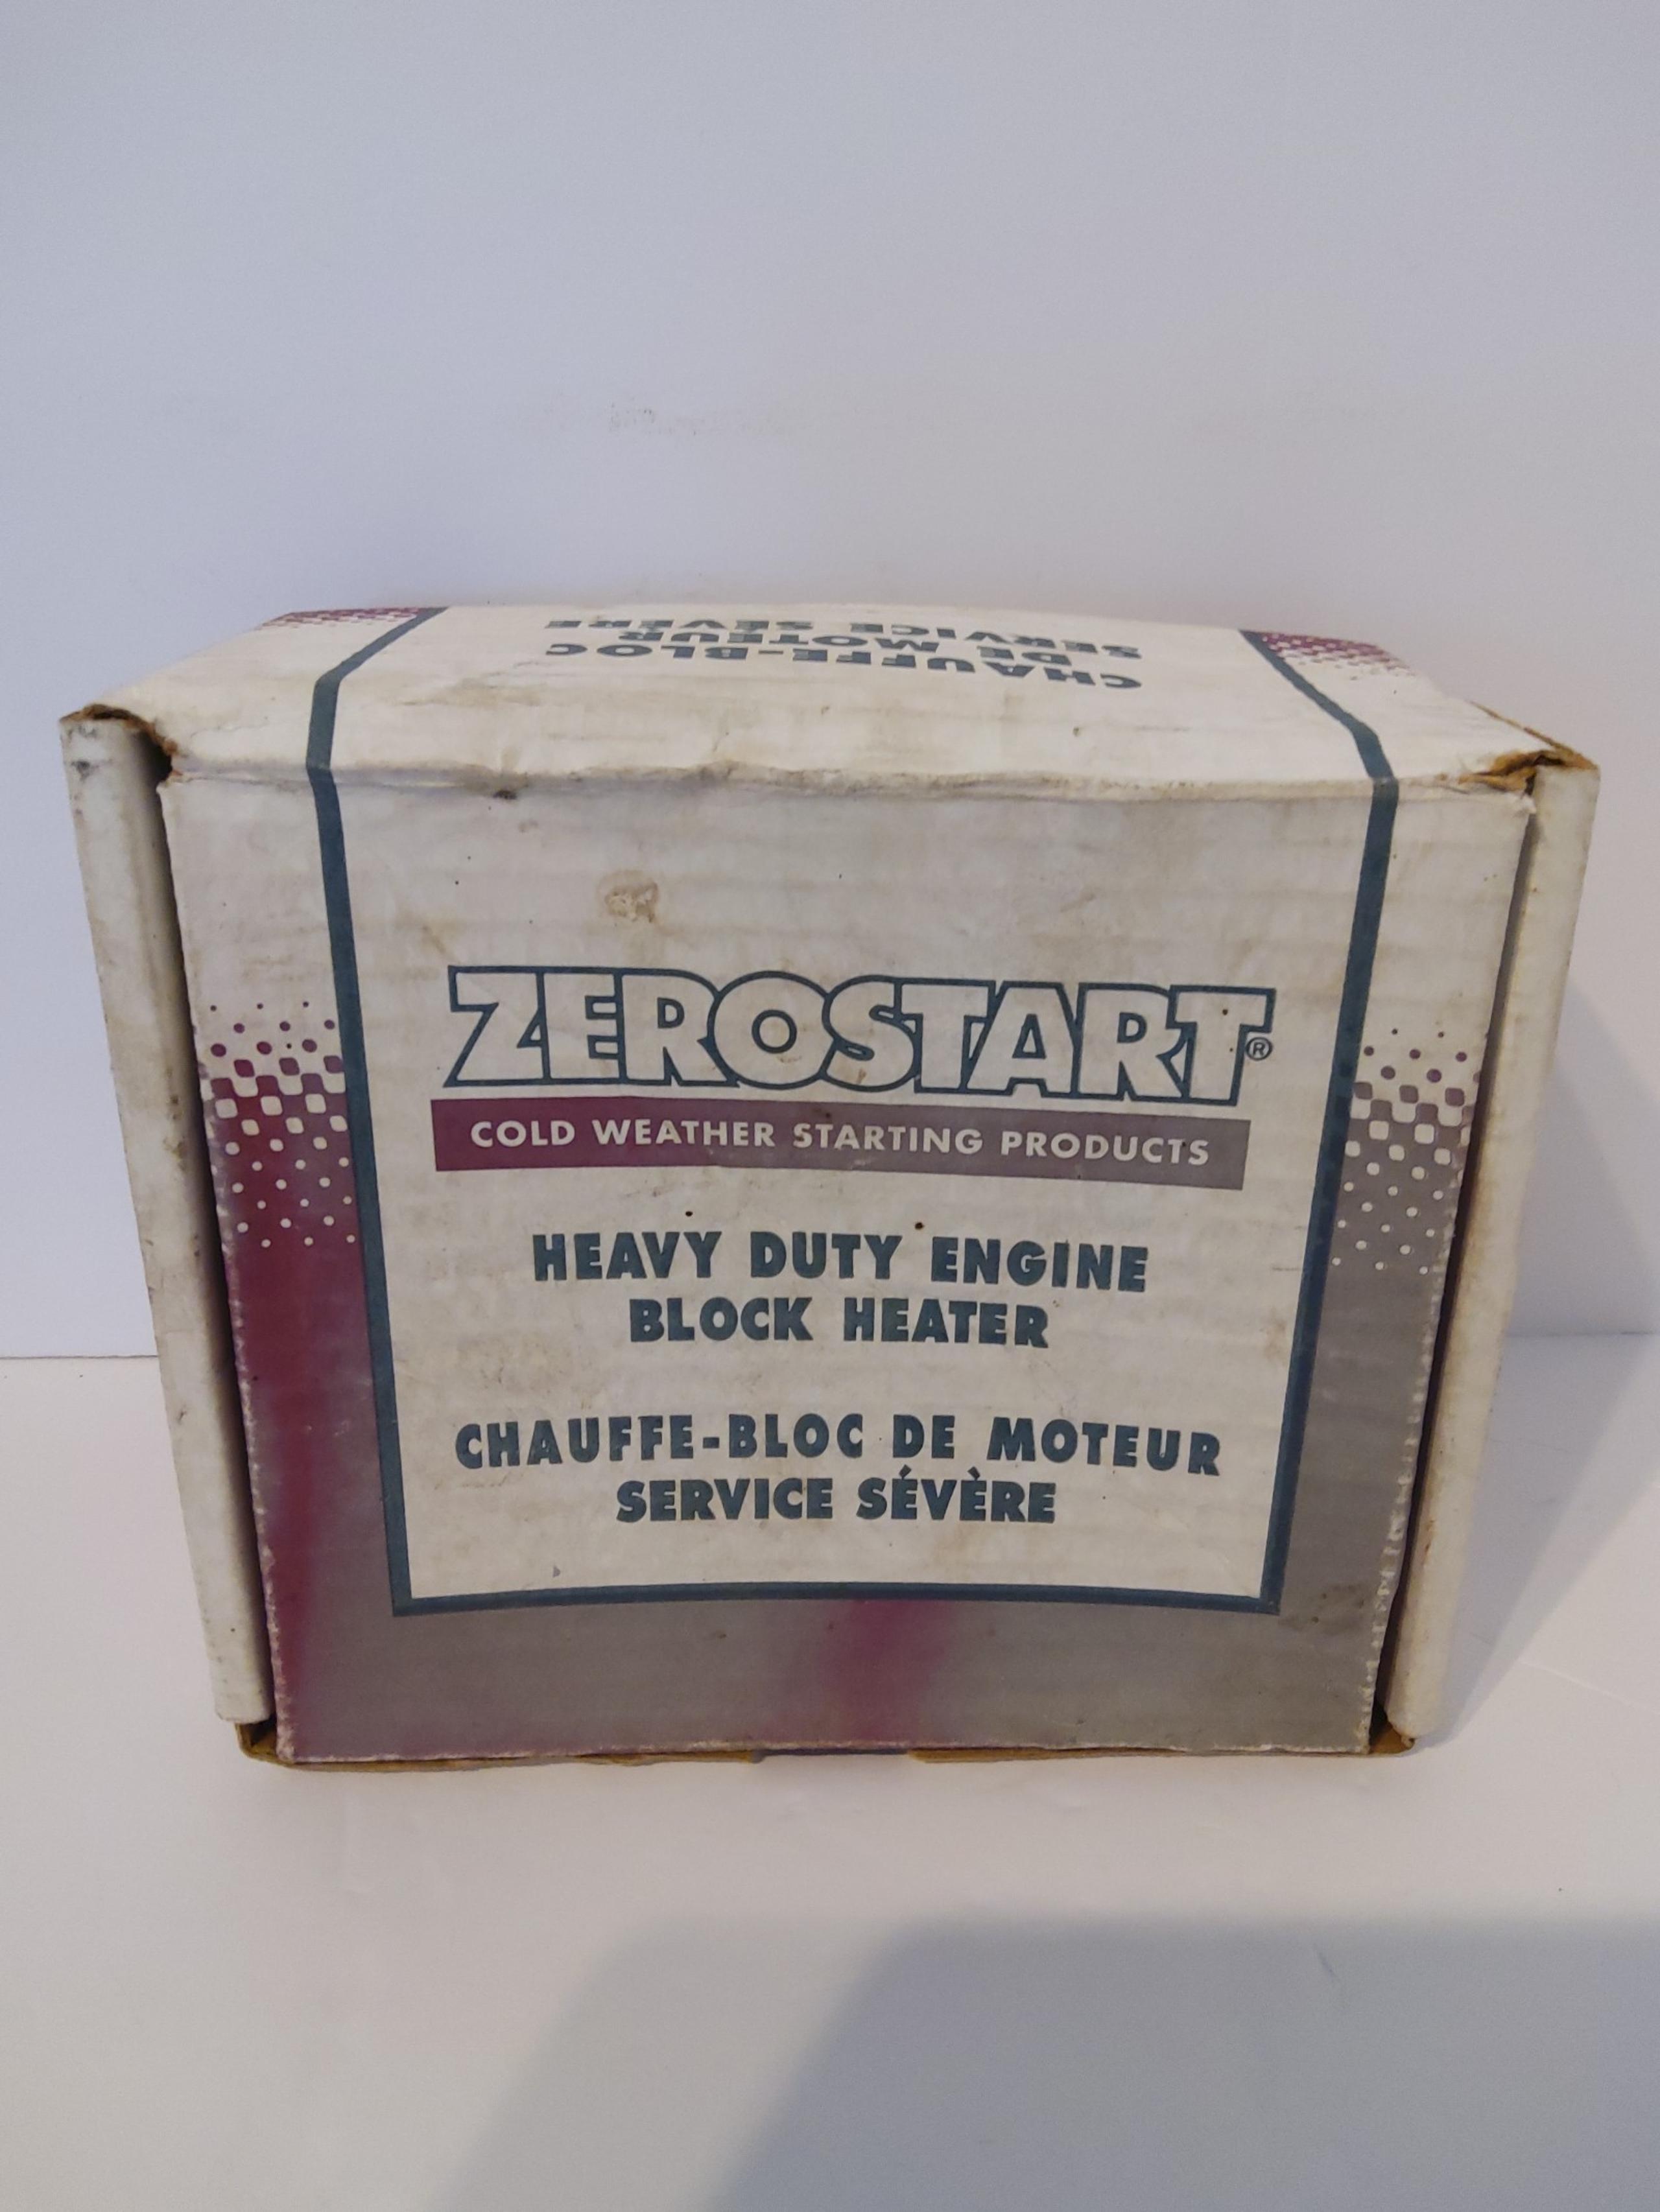 CHAUFFE-BLOC
DE MOTEUR
SERVICE SÉVÈRE
ZEROSTART®
COLD WEATHER STARTING PRODUCTS
HEAVY DUTY ENGINE
BLOCK HEATER
CHAUFFE-BLOC DE MOTEUR
SERVICE SÉVÈRE